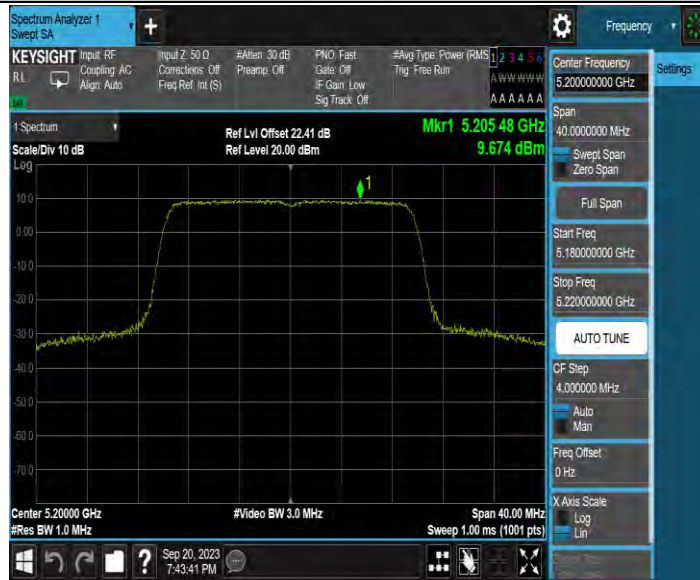 Spectrum Analyzer 1
Swept SA
Frequency
KEYSIGHT
Input: RF
Coupling: AC
Align: Auto
Input Z: 50 Ω
Corrections: Off
Freq Ref: Int (S)
#Atten: 30 dB
Preamp: Off
PNO: Fast
Gate: Off
IF Gain: Low
Sig Track: Off
#Avg Type: Power (RMS
Trig: Free Run
1 2 3 4 5 6
A W W W W W
A A A A A A
R L
Center Frequency
5.200000000 GHz
Settings
Span
40.0000000 MHz
Swept Span
Zero Span
Full Span
Start Freq
5.180000000 GHz
Stop Freq
5.220000000 GHz
AUTO TUNE
CF Step
4.000000 MHz
Auto
Man
Freq Offset
0 Hz
X Axis Scale
Log
Lin
1 Spectrum
Scale/Div 10 dB
Ref Lvl Offset 22.41 dB
Ref Level 20.00 dBm
Mkr1 5.205 48 GHz
9.674 dBm
Log
1
10.0
0.00
-10.0
-20.0
-30.0
-40.0
-50.0
-60.0
-70.0
Center 5.20000 GHz
#Video BW 3.0 MHz
Span 40.00 MHz
#Res BW 1.0 MHz
Sweep 1.00 ms (1001 pts)
Sep 20, 2023
7:43:41 PM